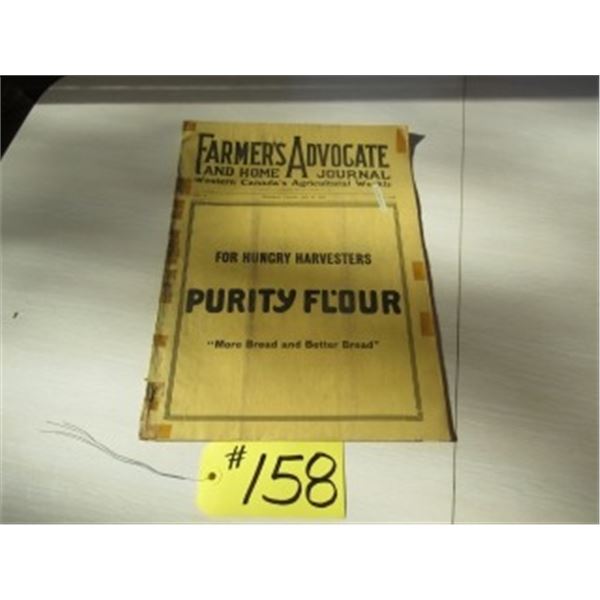 FARMER'S ADVOCATE
AND HOME JOURNAL
Western Canada's Agricultural Weekly
FOR HUNGRY HARVESTERS
PURITY FLOUR
"More Bread and Better Bread"
#158